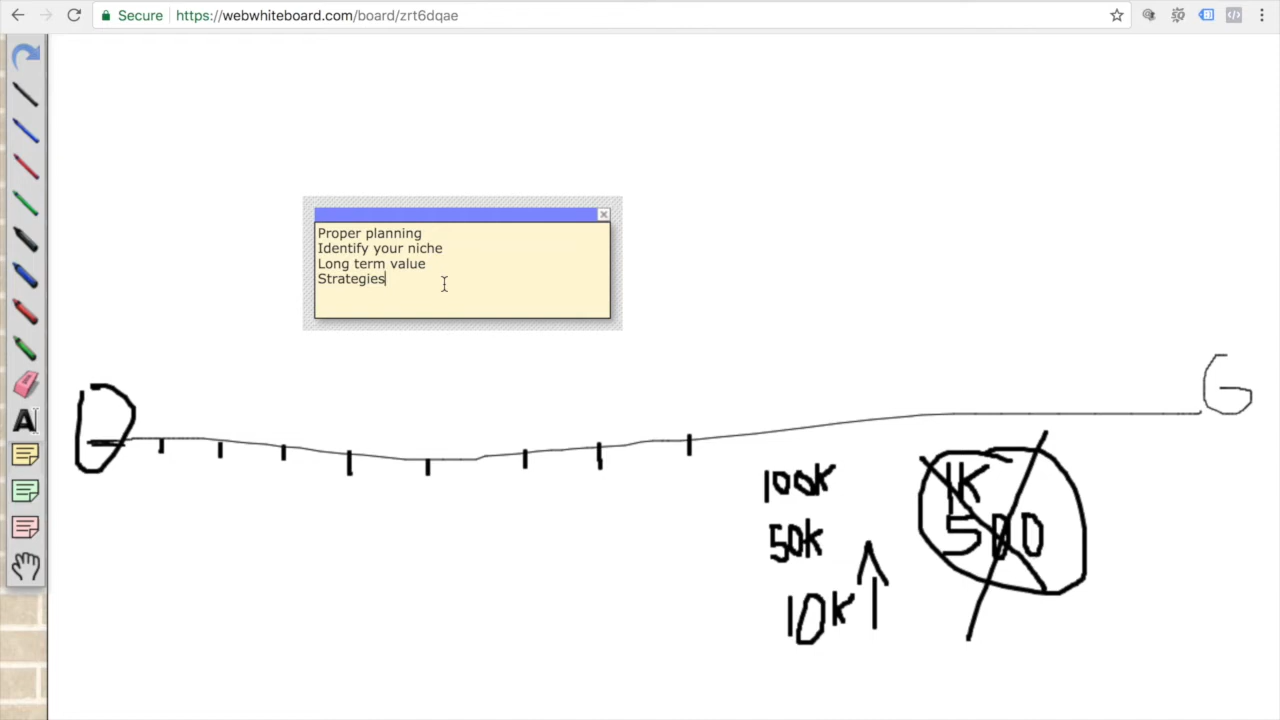 Secure
https://webwhiteboard.com/board/zrt6dqae
Proper planning
Identify your niche
Long term value
Strategies
D
G
100K
50K
10K
1K
500
A